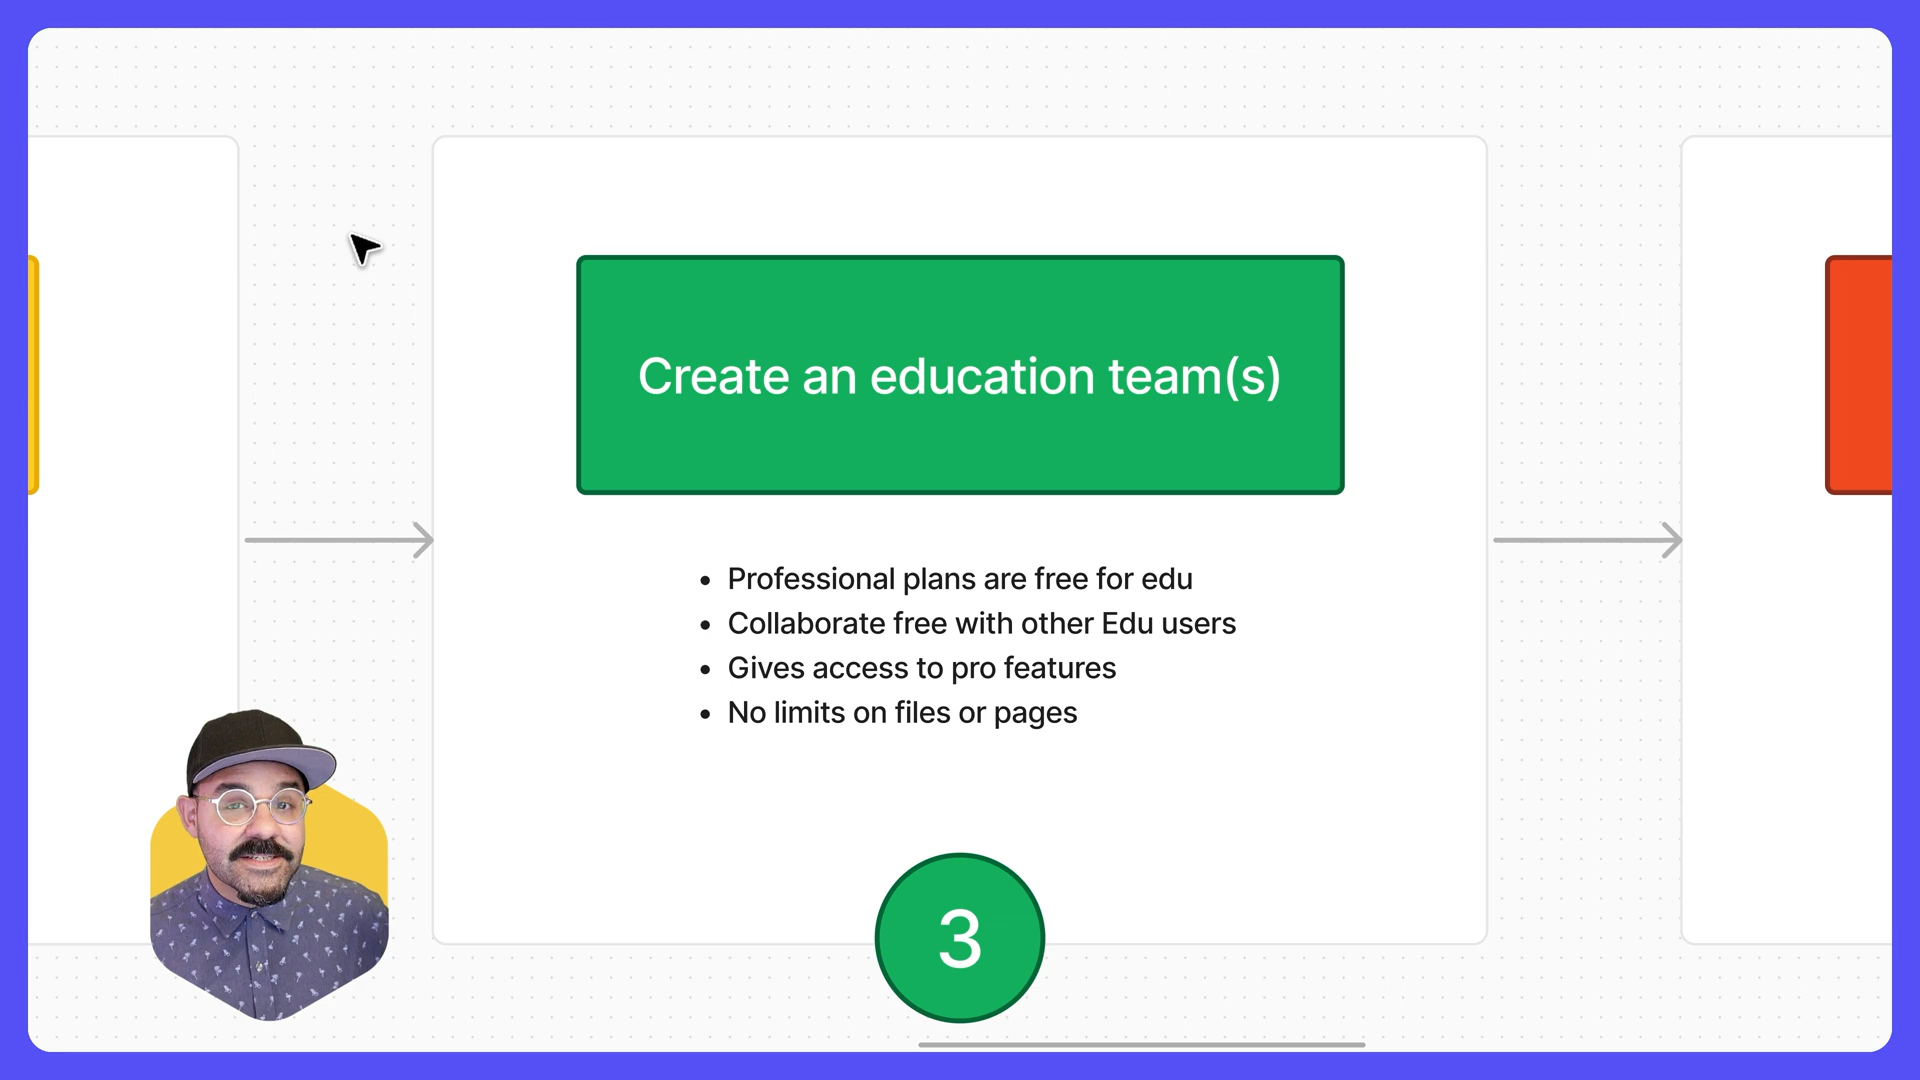 Create an education team(s)
Professional plans are free for edu
Collaborate free with other Edu users
Gives access to pro features
No limits on files or pages
3